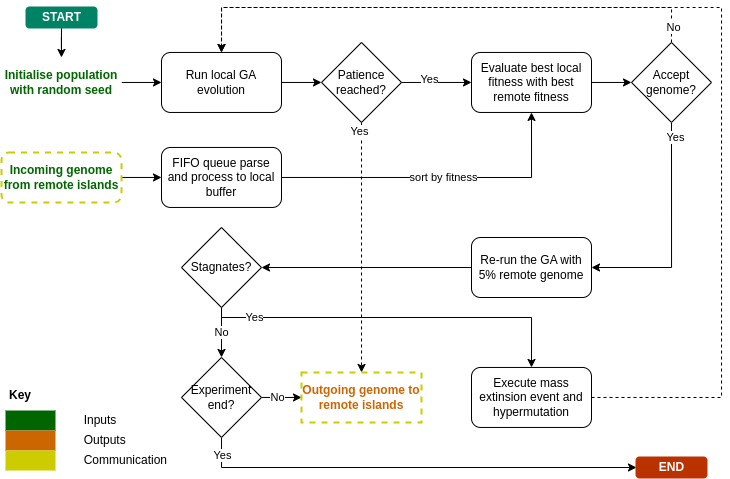 START
No
Initialise population
with random seed
Run local GA
evolution
Patience
reached?
Yes
Evaluate best local
fitness with best
remote fitness
Accept
genome?
Yes
Yes
Incoming genome
from remote islands
FIFO queue parse
and process to local
buffer
sort by fitness
Stagnates?
Re-run the GA with
5% remote genome
Yes
No
Experiment
end?
No
Outgoing genome to
remote islands
Execute mass
extinsion event and
hypermutation
Key
Inputs
Outputs
Communication
Yes
END